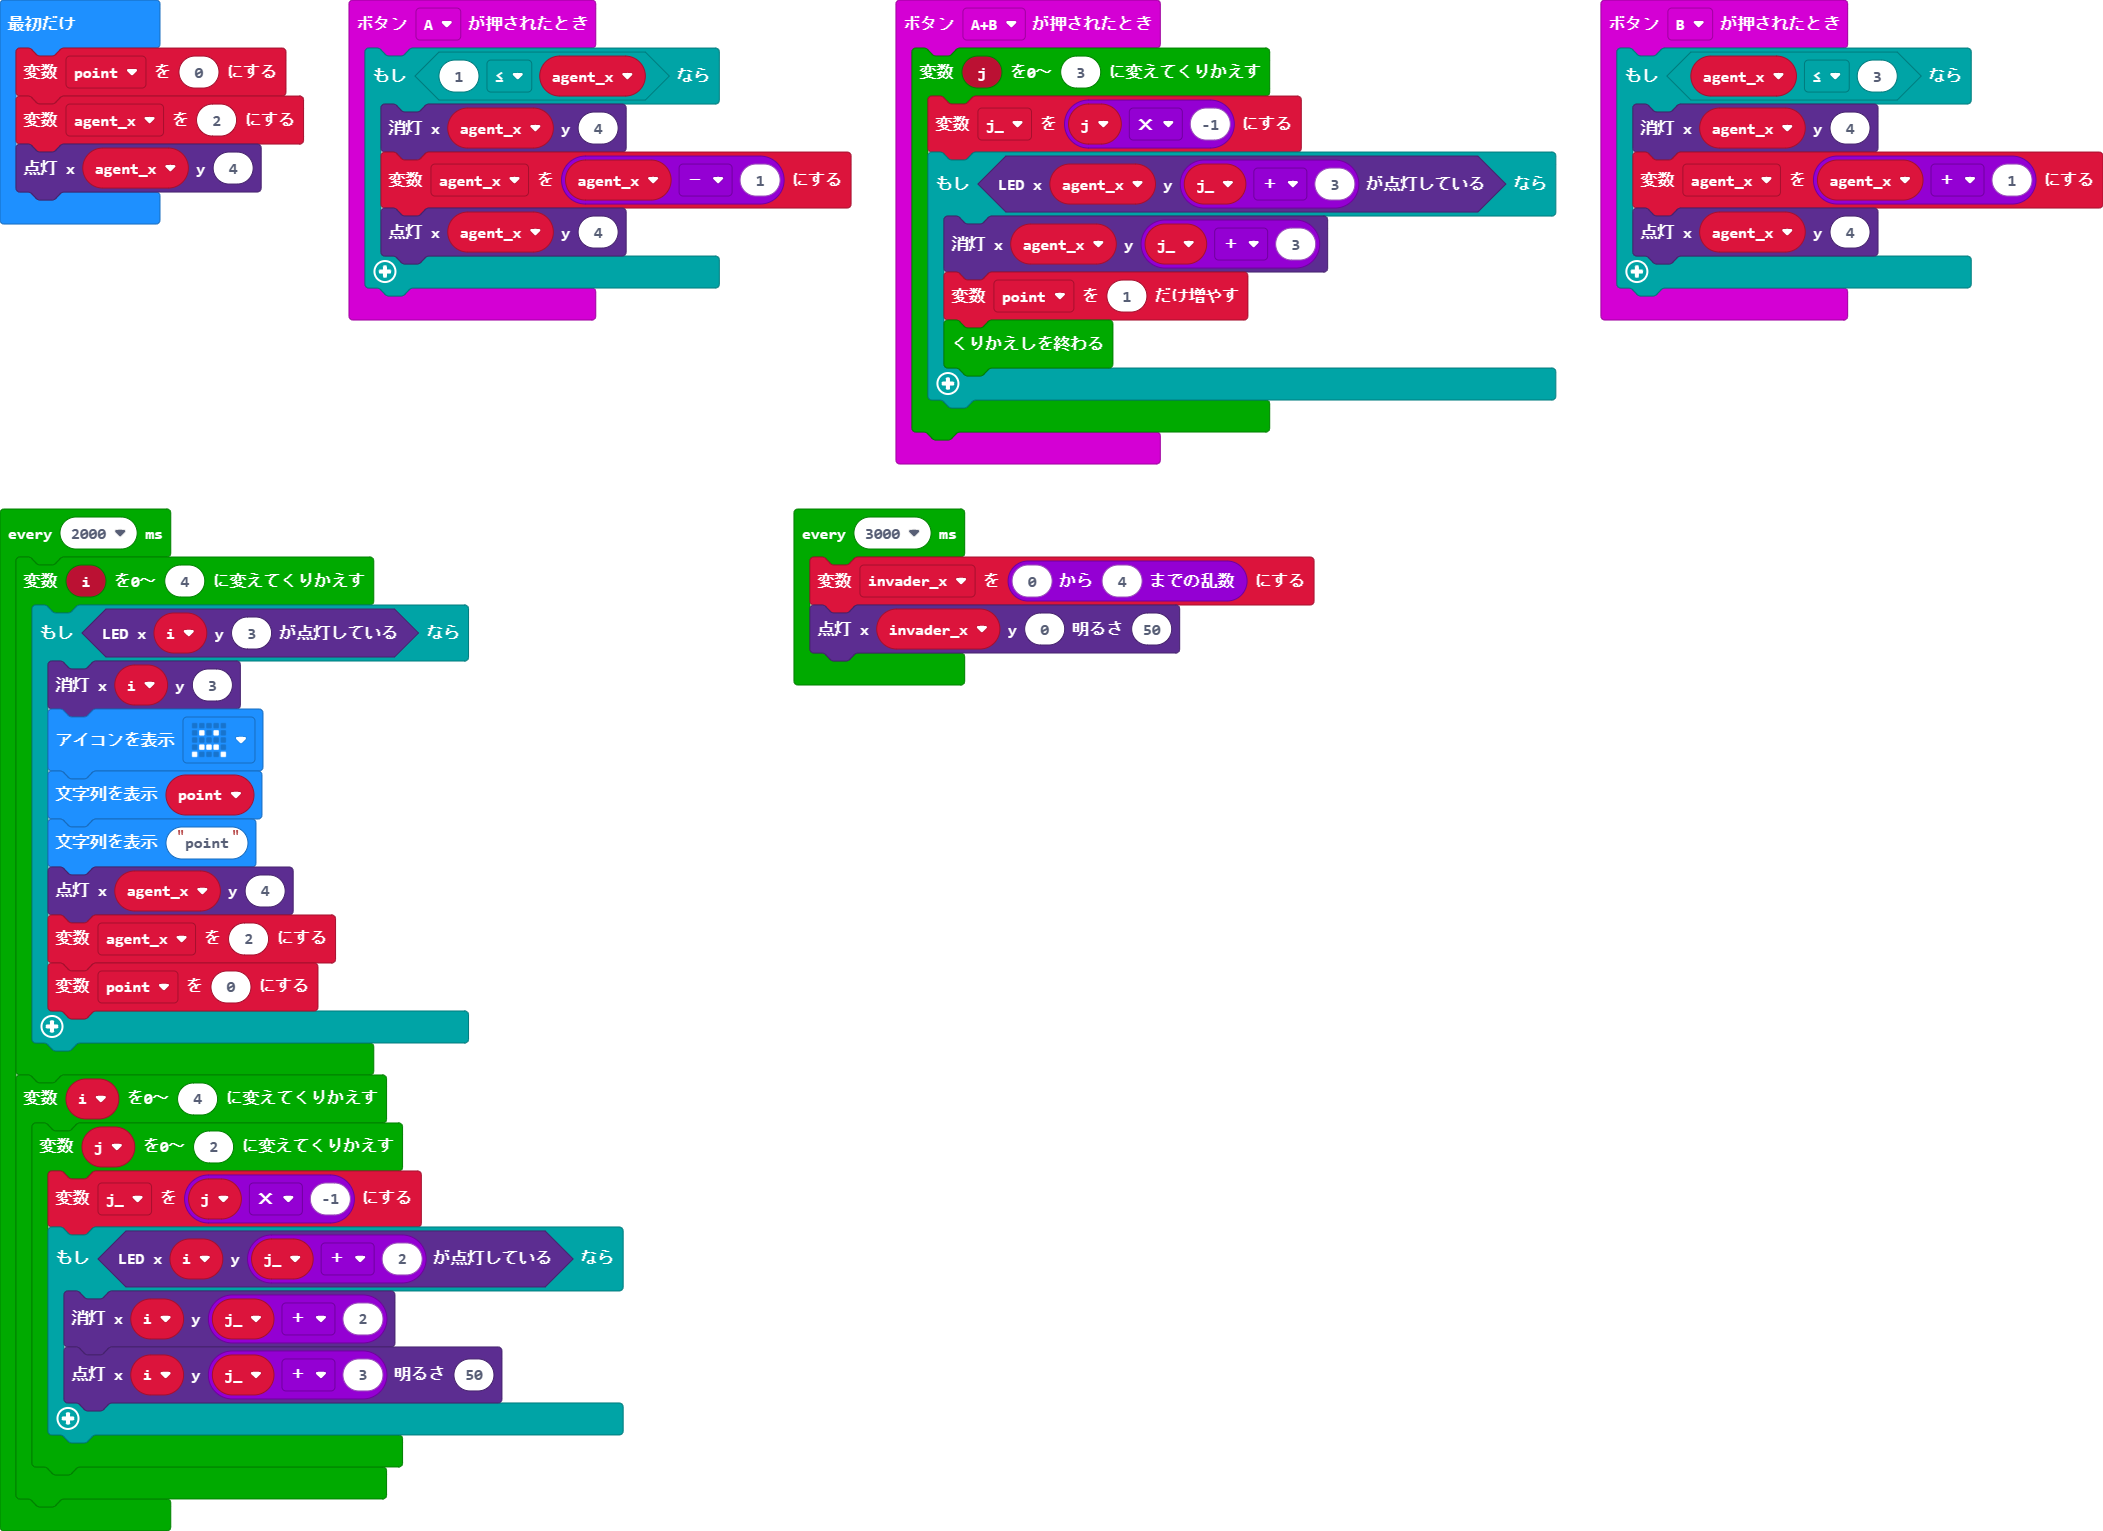 最初だけ
変数 point を 0 にする
変数 agent_x を 2 にする
点灯 x agent_x y 4
ボタン A が押されたとき
もし 1 ≤ agent_x なら
消灯 x agent_x y 4
変数 agent_x を agent_x - 1 にする
点灯 x agent_x y 4
ボタン A+B が押されたとき
変数 j を0〜 3 に変えてくりかえす
変数 j_ を j × -1 にする
もし LED x agent_x y j_ + 3 が点灯している なら
消灯 x agent_x y j_ + 3
変数 point を 1 だけ増やす
くりかえしを終わる
ボタン B が押されたとき
もし agent_x ≤ 3 なら
消灯 x agent_x y 4
変数 agent_x を agent_x + 1 にする
点灯 x agent_x y 4
every 2000 ms
変数 i を0〜 4 に変えてくりかえす
もし LED x i y 3 が点灯している なら
消灯 x i y 3
アイコンを表示
文字列を表示 point
文字列を表示 "point"
点灯 x agent_x y 4
変数 agent_x を 2 にする
変数 point を 0 にする
変数 i を0〜 4 に変えてくりかえす
変数 j を0〜 2 に変えてくりかえす
変数 j_ を j × -1 にする
もし LED x i y j_ + 2 が点灯している なら
消灯 x i y j_ + 2
点灯 x i y j_ + 3 明るさ 50
every 3000 ms
変数 invader_x を 0 から 4 までの乱数 にする
点灯 x invader_x y 0 明るさ 50